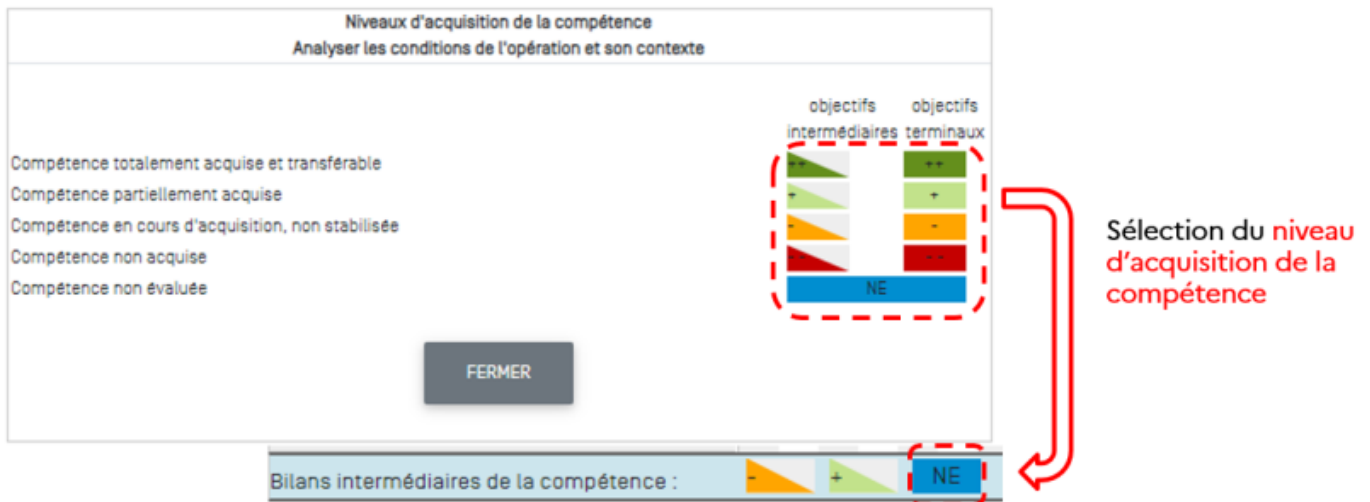 Niveaux d'acquisition de la compétence
Analyser les conditions de l'opération et son contexte
objectifs objectifs
intermédiaires terminaux
Compétence totalement acquise et transférable ++ ++
Compétence partiellement acquise + +
Compétence en cours d'acquisition, non stabilisée - -
Compétence non acquise -- --
Compétence non évaluée NE
FERMER
Sélection du niveau
d'acquisition de la
compétence
Bilans intermédiaires de la compétence : - + NE